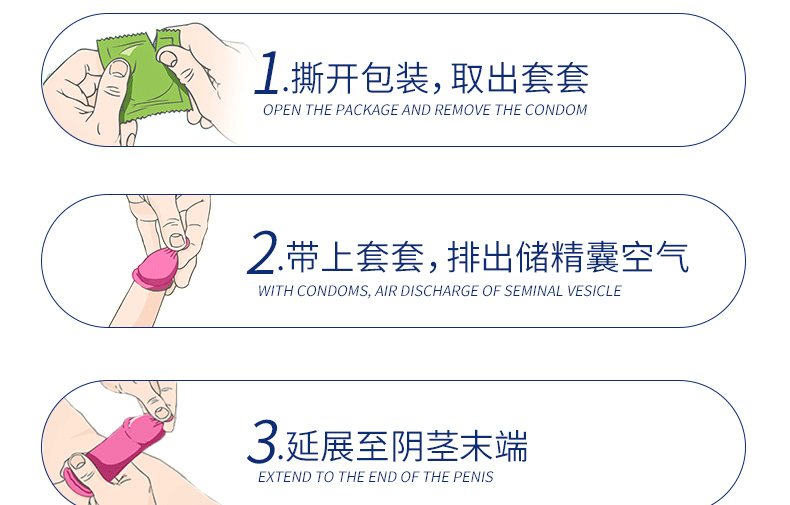 1.撕开包装，取出套套
OPEN THE PACKAGE AND REMOVE THE CONDOM
2.带上套套，排出储精囊空气
WITH CONDOMS, AIR DISCHARGE OF SEMINAL VESICLE
3.延展至阴茎末端
EXTEND TO THE END OF THE PENIS